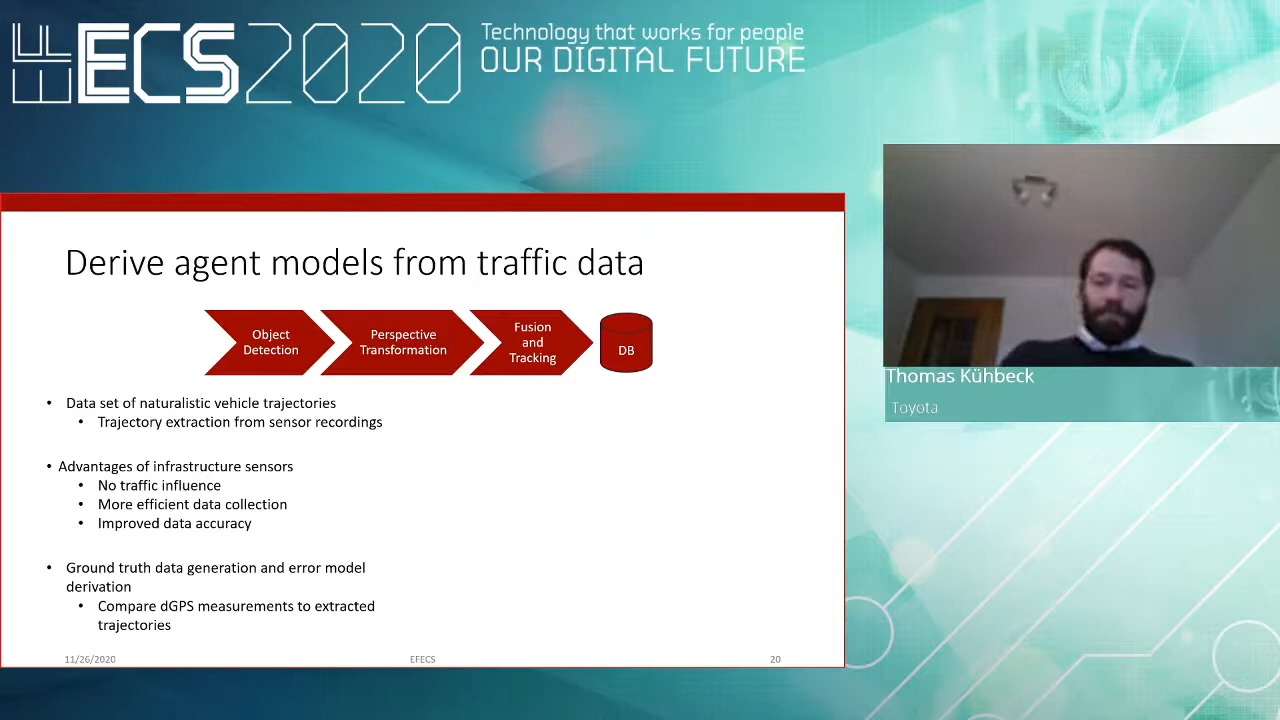 EFECS2020
Technology that works for people
OUR DIGITAL FUTURE
Derive agent models from traffic data
Object
Detection
Perspective
Transformation
Fusion
and
Tracking
DB
• Data set of naturalistic vehicle trajectories
• Trajectory extraction from sensor recordings
• Advantages of infrastructure sensors
• No traffic influence
• More efficient data collection
• Improved data accuracy
• Ground truth data generation and error model
derivation
• Compare dGPS measurements to extracted
trajectories
11/26/2020
EFECS
20
Thomas Kühbeck
Toyota